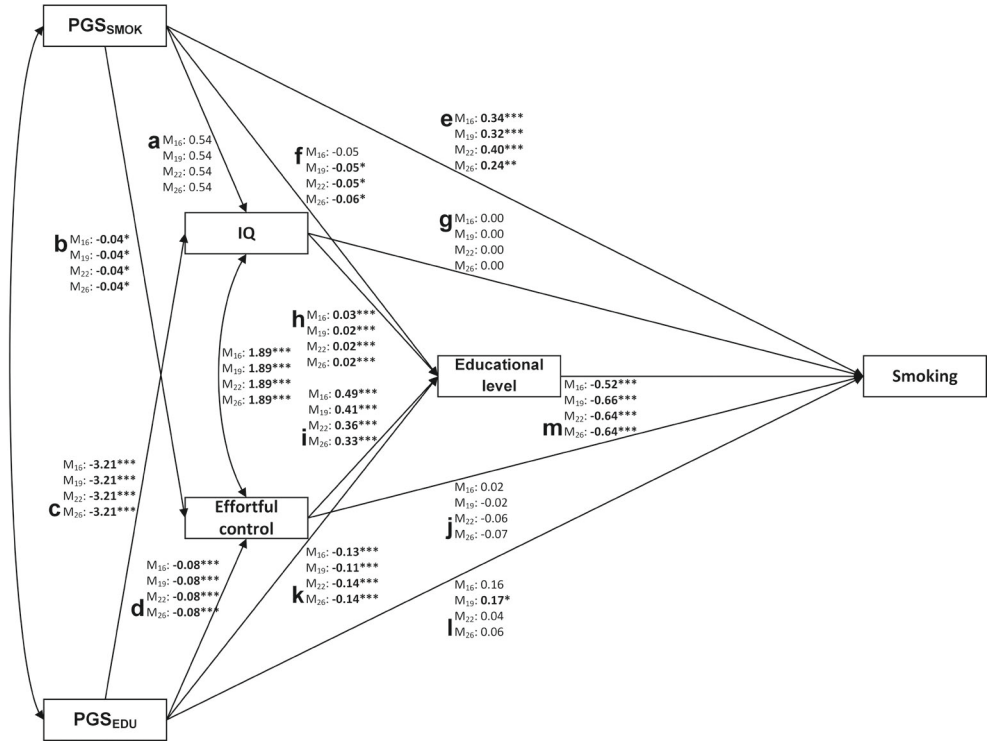 PGSSMOK
e
M16: 0.34***
M19: 0.32***
M22: 0.40***
M26: 0.24**
a
M16: 0.54
M19: 0.54
M22: 0.54
M26: 0.54
f
M16: -0.05
M19: -0.05*
M22: -0.05*
M26: -0.06*
IQ
g
M16: 0.00
M19: 0.00
M22: 0.00
M26: 0.00
b
M16: -0.04*
M19: -0.04*
M22: -0.04*
M26: -0.04*
h
M16: 0.03***
M19: 0.02***
M22: 0.02***
M26: 0.02***
M16: 1.89***
M19: 1.89***
M22: 1.89***
M26: 1.89***
Educational
level
Smoking
i
M16: 0.49***
M19: 0.41***
M22: 0.36***
M26: 0.33***
m
M16: -0.52***
M19: -0.66***
M22: -0.64***
M26: -0.64***
c
M16: -3.21***
M19: -3.21***
M22: -3.21***
M26: -3.21***
Effortful
control
j
M16: 0.02
M19: -0.02
M22: -0.06
M26: -0.07
d
M16: -0.08***
M19: -0.08***
M22: -0.08***
M26: -0.08***
k
M16: -0.13***
M19: -0.11***
M22: -0.14***
M26: -0.14***
l
M16: 0.16
M19: 0.17*
M22: 0.04
M26: 0.06
PGSEDU